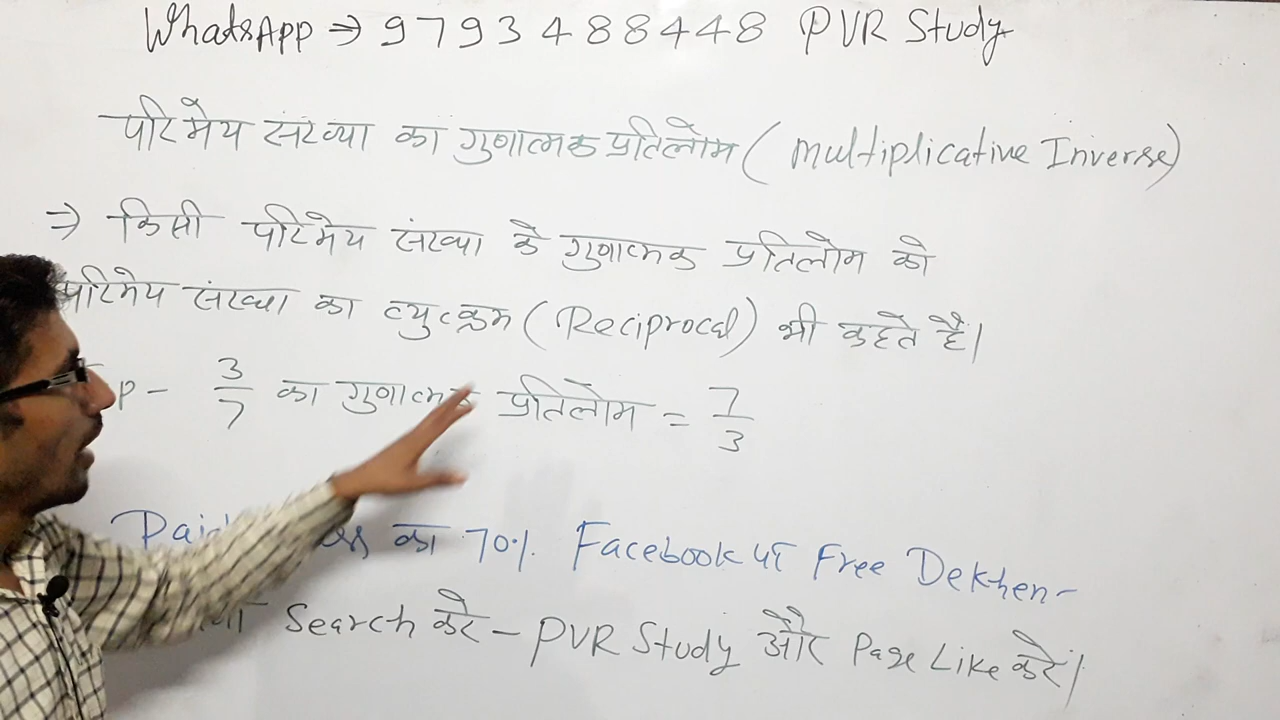 WhatsApp ⇒ 9793488448 PVR Study
परिमेय संख्या का गुणात्मक प्रतिलोम ( Multiplicative Inverse)
⇒ किसी परिमेय संख्या के गुणात्मक प्रतिलोम को
परिमेय संख्या का व्युत्क्रम (Reciprocal) भी कहते है।
p - 3/7 का गुणात्मक प्रतिलोम = 7/3
Paid का 70% Facebook पर Free Dekhen-
Search करें - PVR Study और Page Like करें।